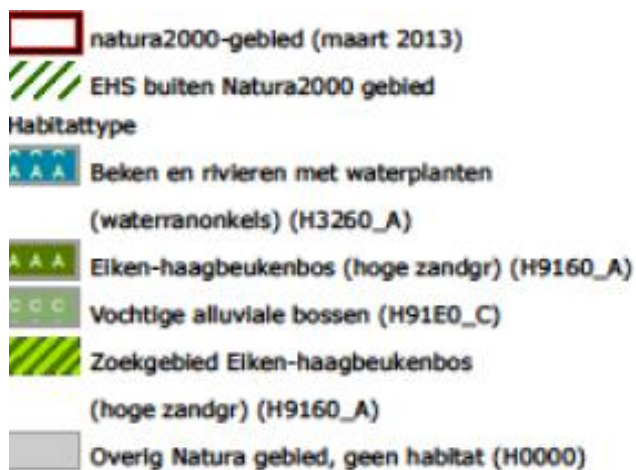 natura2000-gebied (maart 2013)
EHS buiten Natura2000 gebied
Habitattype
A A A Beken en rivieren met waterplanten
(waterranonkels) (H3260_A)
A A A Eiken-haagbeukenbos (hoge zandgr) (H9160_A)
C C C Vochtige alluviale bossen (H91E0_C)
Zoekgebied Eiken-haagbeukenbos
(hoge zandgr) (H9160_A)
Overig Natura gebied, geen habitat (H0000)